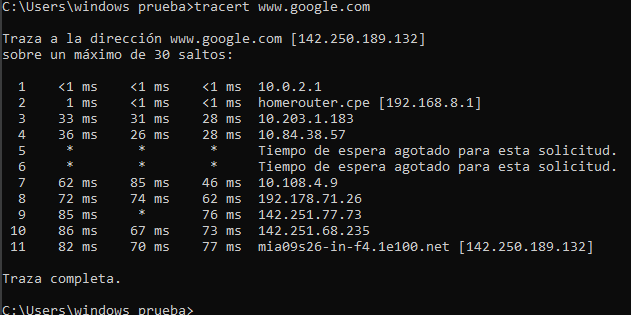 C:\Users\windows prueba>tracert www.google.com
Traza a la dirección www.google.com [142.250.189.132]
sobre un máximo de 30 saltos:
1 <1 ms <1 ms <1 ms 10.0.2.1
2 1 ms <1 ms <1 ms homerouter.cpe [192.168.8.1]
3 33 ms 31 ms 28 ms 10.203.1.183
4 36 ms 26 ms 28 ms 10.84.38.57
5 * * * Tiempo de espera agotado para esta solicitud.
6 * * * Tiempo de espera agotado para esta solicitud.
7 62 ms 85 ms 46 ms 10.108.4.9
8 72 ms 74 ms 62 ms 192.178.71.26
9 85 ms * 76 ms 142.251.77.73
10 86 ms 67 ms 73 ms 142.251.68.235
11 82 ms 70 ms 77 ms mia09s26-in-f4.1e100.net [142.250.189.132]
Traza completa.
C:\Users\windows prueba>